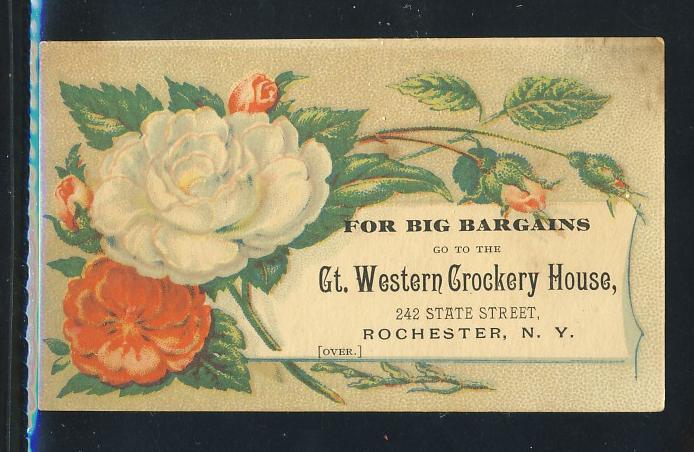 FOR BIG BARGAINS
GO TO THE
Gt. Western Crockery House,
242 STATE STREET,
ROCHESTER, N. Y.
[OVER.]